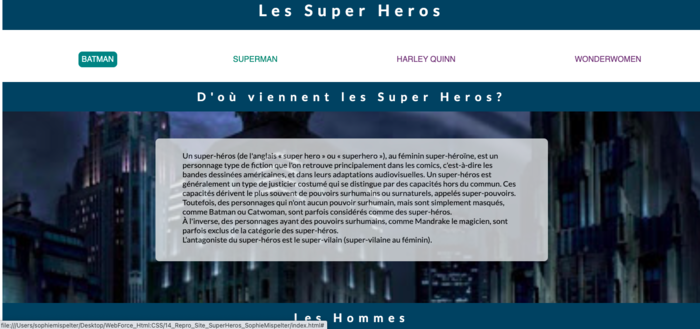 Les Super Heros
BATMAN
SUPERMAN
HARLEY QUINN
WONDERWOMEN
D'où viennent les Super Heros?
Un super-héros (de l'anglais « super hero » ou « superhero »), au féminin super-héroïne, est un
personnage type de fiction que l'on retrouve principalement dans les comics, c'est-à-dire les
bandes dessinées américaines, et dans leurs adaptations audiovisuelles. Un super-héros est
généralement un type de justicier costumé qui se distingue par des capacités hors du commun. Ces
capacités dérivent le plus souvent de pouvoirs surhumains ou surnaturels, appelés super-pouvoirs.
Toutefois, des personnages qui n'ont aucun pouvoir surhumain, mais sont simplement masqués,
comme Batman ou Catwoman, sont parfois considérés comme des super-héros.
À l'inverse, des personnages ayant des pouvoirs surhumains, comme Mandrake le magicien, sont
parfois exclus de la catégorie des super-héros.
L'antagoniste du super-héros est le super-vilain (super-vilaine au féminin).
Les Hommes
file:///Users/sophiemispelter/Desktop/WebForce_Html:CSS/14_Repro_Site_SuperHeros_SophieMispelter/index.html#